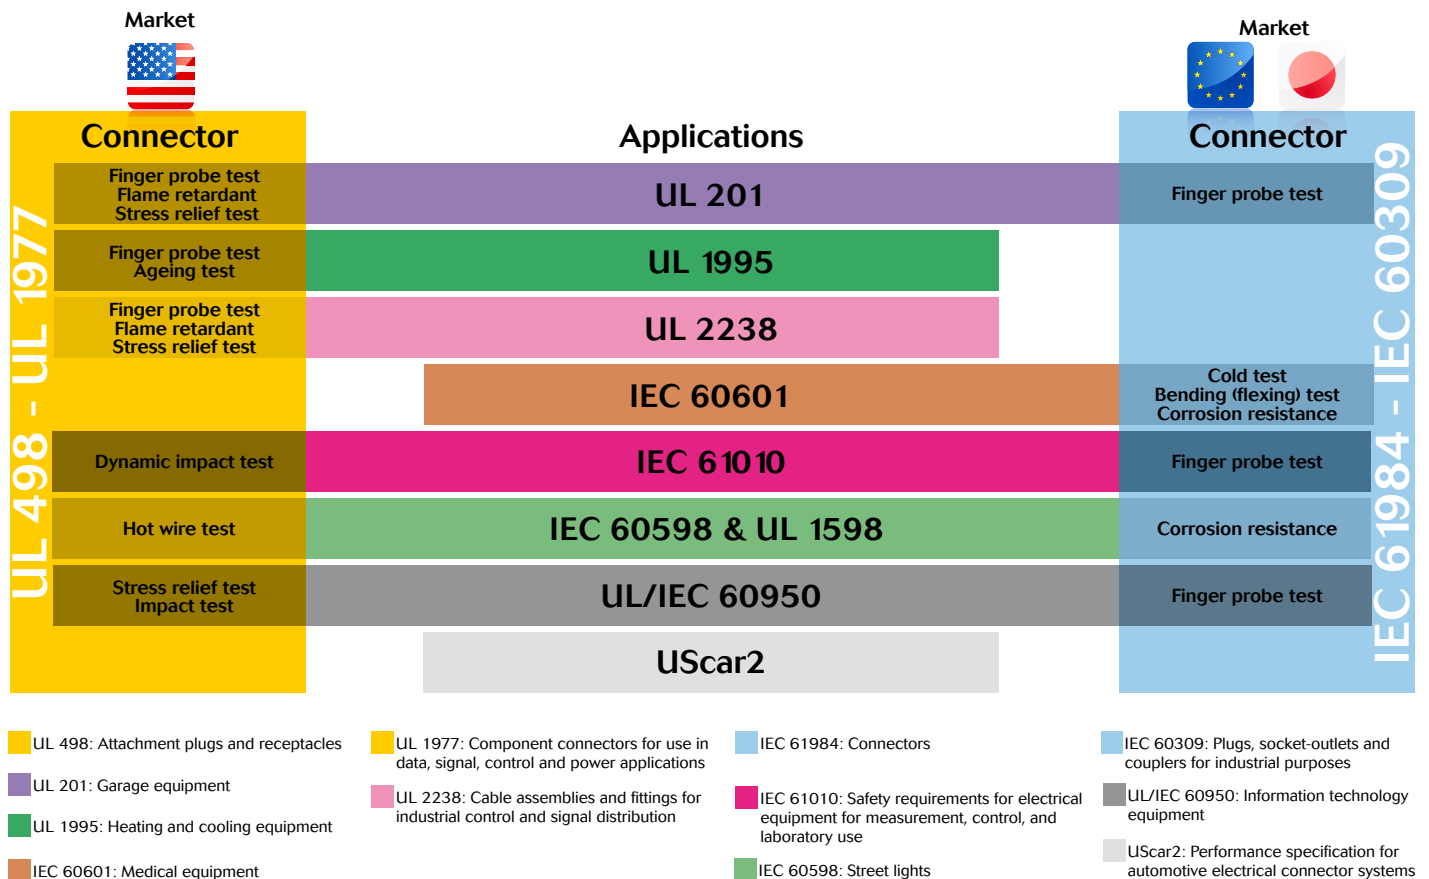 Market
Market
Connector
Applications
Connector
UL 498 - UL 1977
IEC 61984 - IEC 60309
Finger probe test
Flame retardant
Stress relief test
UL 201
Finger probe test
Finger probe test
Ageing test
UL 1995
Finger probe test
Flame retardant
Stress relief test
UL 2238
IEC 60601
Cold test
Bending (flexing) test
Corrosion resistance
Dynamic impact test
IEC 61010
Finger probe test
Hot wire test
IEC 60598 & UL 1598
Corrosion resistance
Stress relief test
Impact test
UL/IEC 60950
Finger probe test
UScar2
UL 498: Attachment plugs and receptacles
UL 201: Garage equipment
UL 1995: Heating and cooling equipment
IEC 60601: Medical equipment
UL 1977: Component connectors for use in
data, signal, control and power applications
UL 2238: Cable assemblies and fittings for
industrial control and signal distribution
IEC 61984: Connectors
IEC 61010: Safety requirements for electrical
equipment for measurement, control, and
laboratory use
IEC 60598: Street lights
IEC 60309: Plugs, socket-outlets and
couplers for industrial purposes
UL/IEC 60950: Information technology
equipment
UScar2: Performance specification for
automotive electrical connector systems